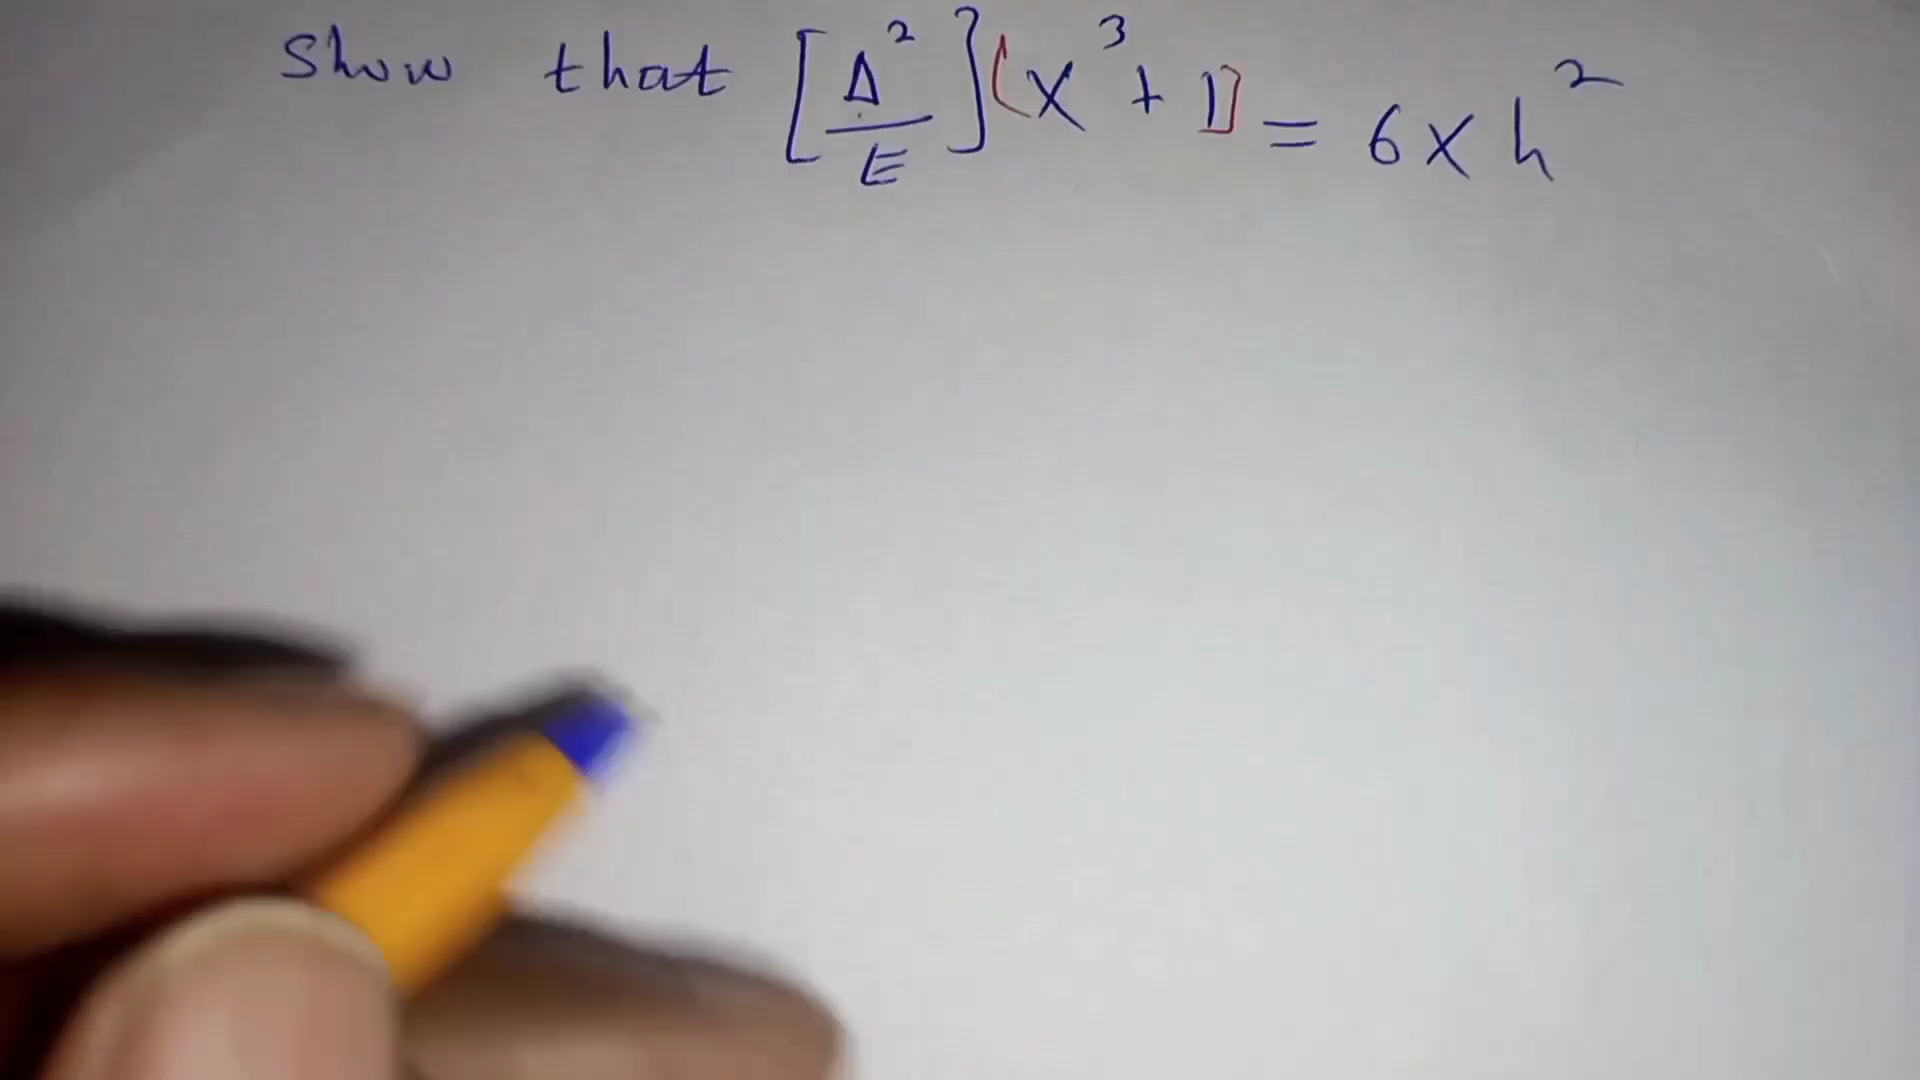 Show that [Δ²/E](x³ + 1) = 6xh²